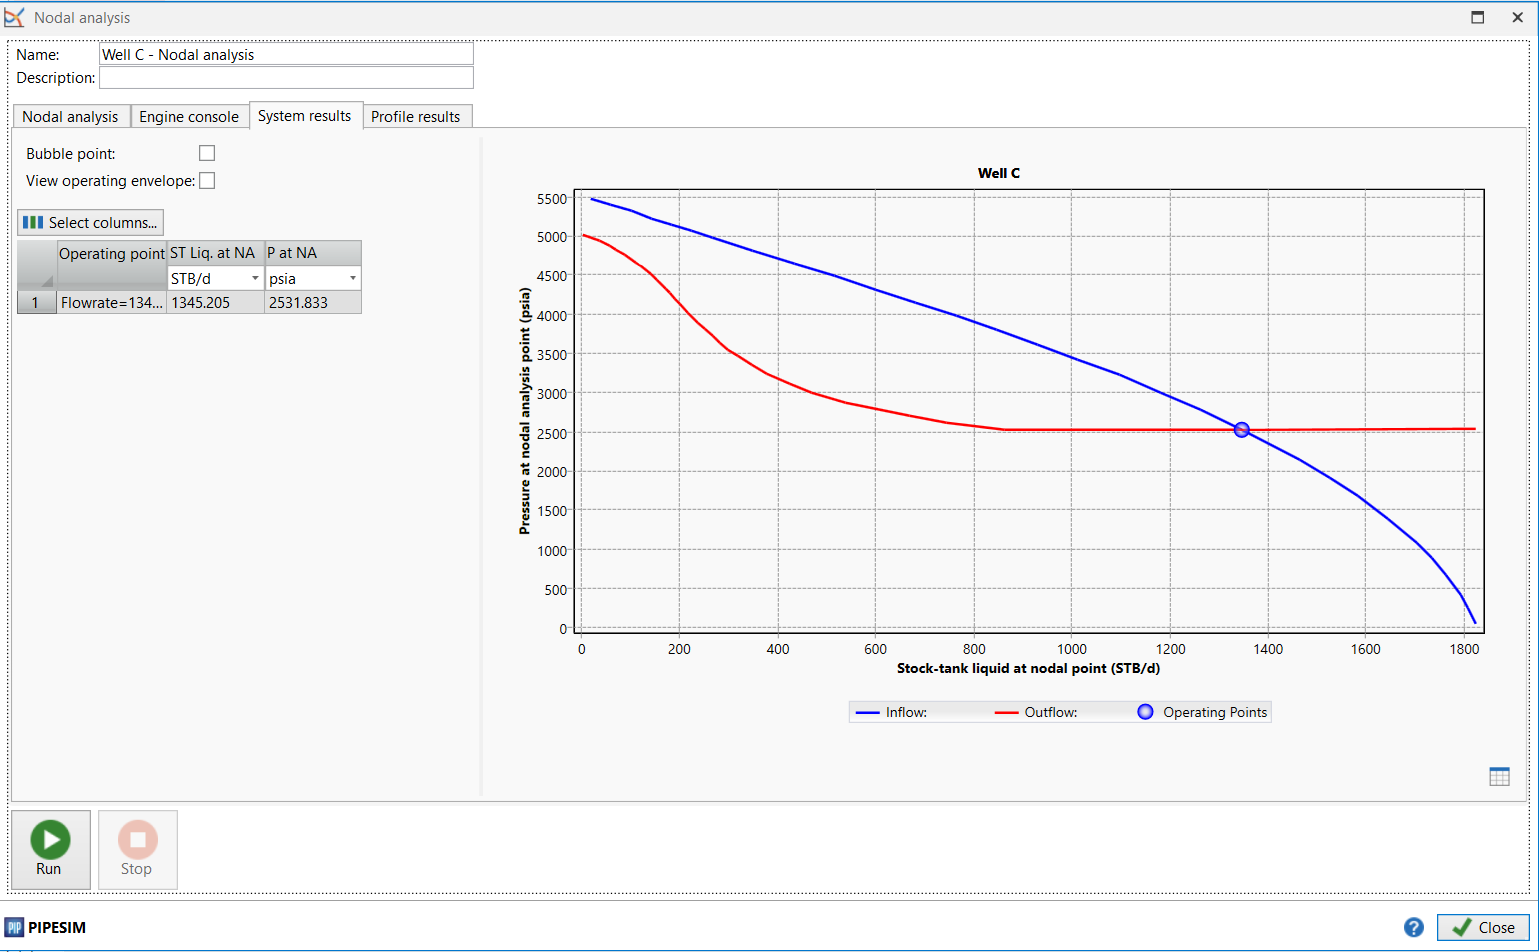 Nodal analysis
Name: Well C - Nodal analysis
Description:
Nodal analysis Engine console System results Profile results
Bubble point:
View operating envelope:
Select columns...
Operating point ST Liq. at NA P at NA
STB/d psia
1 Flowrate=134... 1345.205 2531.833
Well C
Pressure at nodal analysis point (psia)
5500
5000
4500
4000
3500
3000
2500
2000
1500
1000
500
0
0 200 400 600 800 1000 1200 1400 1600 1800
Stock-tank liquid at nodal point (STB/d)
Inflow: Outflow: Operating Points
Run Stop
PIP PIPESIM ? Close